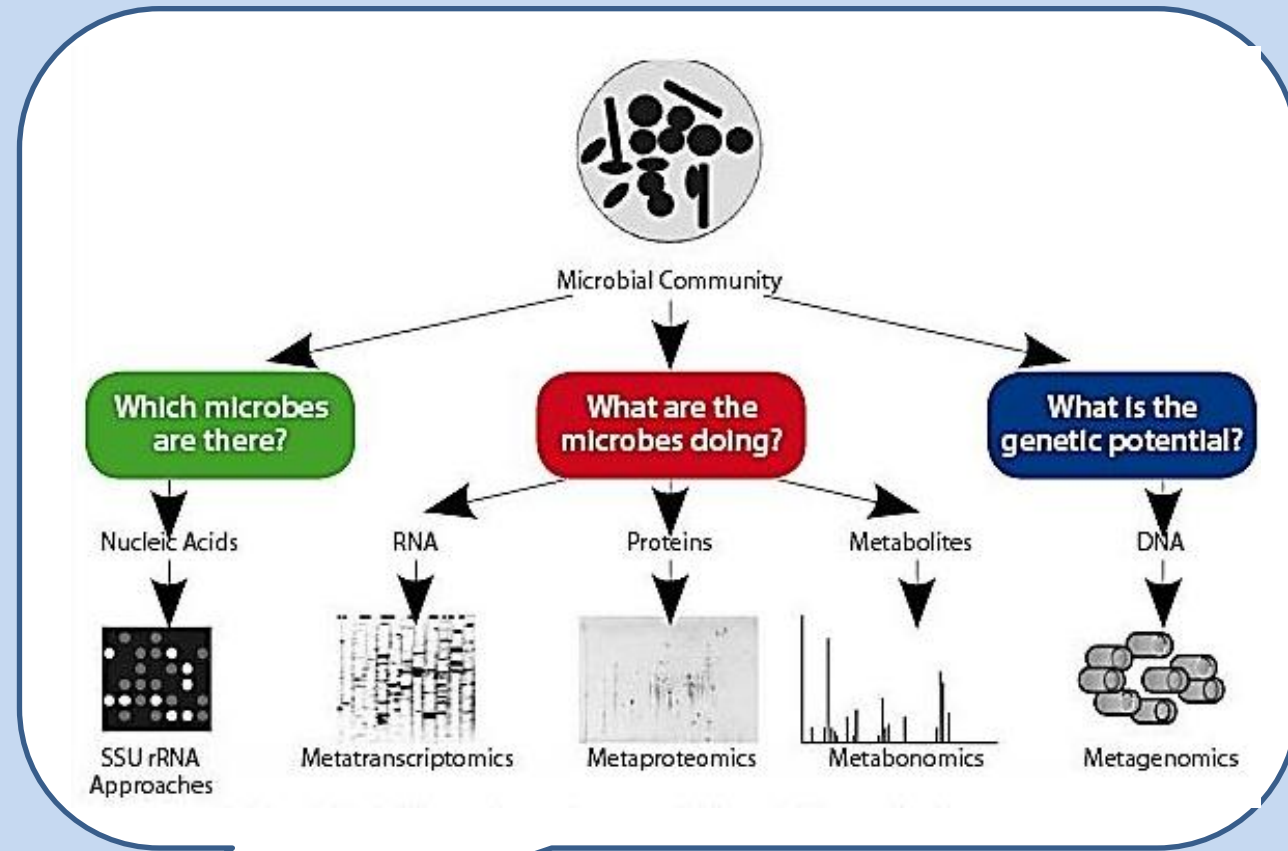 Microbial Community
Which microbes
are there?
What are the
microbes doing?
What is the
genetic potential?
Nucleic Acids
RNA
Proteins
Metabolites
DNA
SSU rRNA
Approaches
Metatranscriptomics
Metaproteomics
Metabonomics
Metagenomics